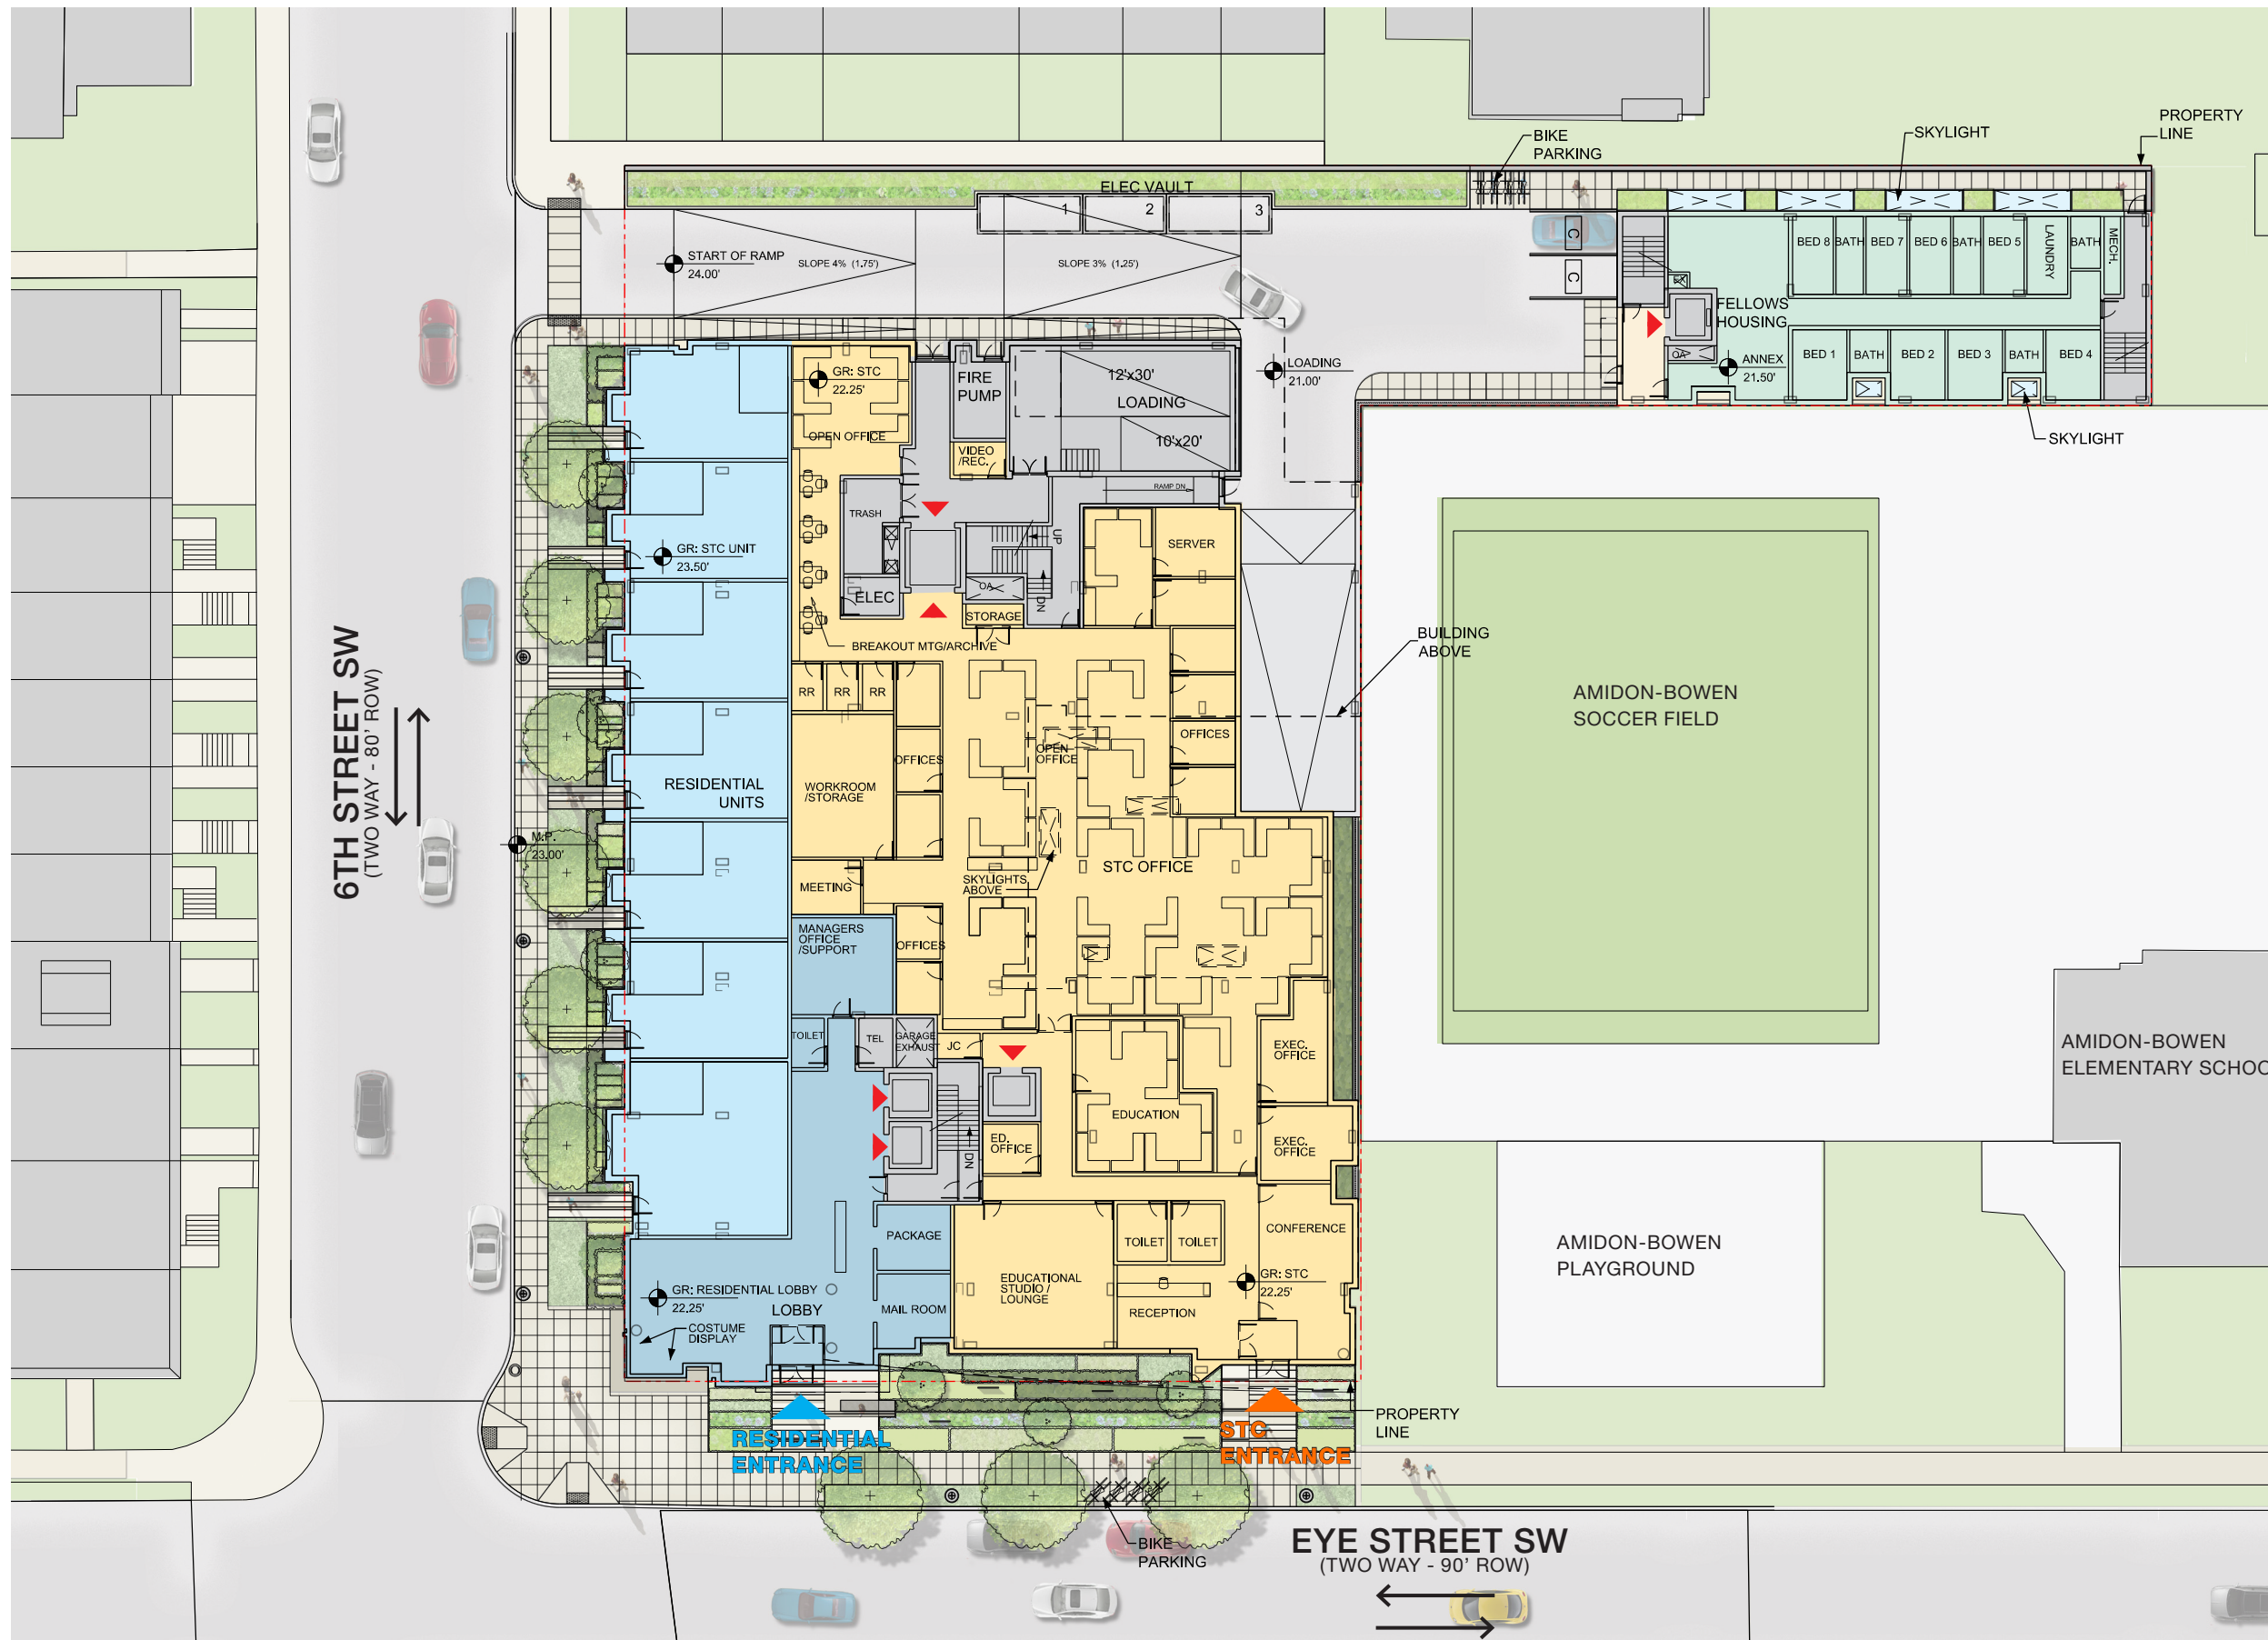 PROPERTY
LINE
BIKE
PARKING
SKYLIGHT
ELEC VAULT
1
2
3
START OF RAMP
24.00'
SLOPE 4% (1.75')
SLOPE 3% (1.25')
C
C
BED 8
BATH
BED 7
BED 6
BATH
BED 5
LAUNDRY
BATH
MECH.
FELLOWS
HOUSING
OA
ANNEX
21.50'
BED 1
BATH
BED 2
BED 3
BATH
BED 4
SKYLIGHT
LOADING
21.00'
GR: STC
22.25'
OPEN OFFICE
FIRE
PUMP
12'x30'
LOADING
10'x20'
VIDEO
/REC.
RAMP DN
TRASH
UP
SERVER
GR: STC UNIT
23.50'
ELEC
OA
DN
STORAGE
BREAKOUT MTG/ARCHIVE
BUILDING
ABOVE
RR
RR
RR
6TH STREET SW
(TWO WAY - 80' ROW)
AMIDON-BOWEN
SOCCER FIELD
OFFICES
OPEN
OFFICE
OFFICES
RESIDENTIAL
UNITS
WORKROOM
/STORAGE
M.P.
23.00'
STC OFFICE
MEETING
SKYLIGHTS
ABOVE
MANAGERS
OFFICE
/SUPPORT
OFFICES
TOILET
TEL
GARAGE
EXHAUST
JC
EXEC.
OFFICE
AMIDON-BOWEN
ELEMENTARY SCHOO
EDUCATION
ED.
OFFICE
DN
EXEC.
OFFICE
PACKAGE
TOILET
TOILET
CONFERENCE
AMIDON-BOWEN
PLAYGROUND
GR: RESIDENTIAL LOBBY
22.25'
LOBBY
MAIL ROOM
EDUCATIONAL
STUDIO /
LOUNGE
GR: STC
22.25'
RECEPTION
COSTUME
DISPLAY
RESIDENTIAL
ENTRANCE
STC
ENTRANCE
PROPERTY
LINE
BIKE
PARKING
EYE STREET SW
(TWO WAY - 90' ROW)